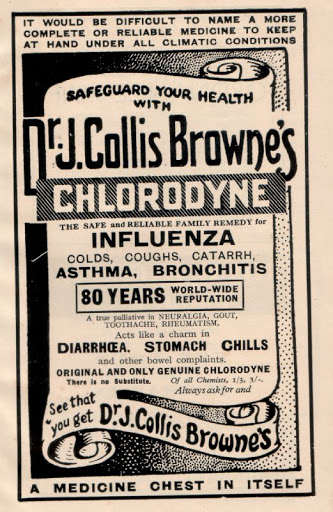 IT WOULD BE DIFFICULT TO NAME A MORE
COMPLETE OR RELIABLE MEDICINE TO KEEP
AT HAND UNDER ALL CLIMATIC CONDITIONS
SAFEGUARD YOUR HEALTH
WITH
Dr. J. Collis Browne's
CHLORODYNE
THE SAFE and RELIABLE FAMILY REMEDY for
INFLUENZA
COLDS, COUGHS, CATARRH,
ASTHMA, BRONCHITIS
80 YEARS WORLD-WIDE
REPUTATION
A true palliative in NEURALGIA, GOUT,
TOOTHACHE, RHEUMATISM.
Acts like a charm in
DIARRHŒA, STOMACH CHILLS
and other bowel complaints.
ORIGINAL AND ONLY GENUINE CHLORODYNE
There is no Substitute. Of all Chemists, 1/3, 3/-.
Always ask for and
See that
you get Dr. J. Collis Browne's
A MEDICINE CHEST IN ITSELF